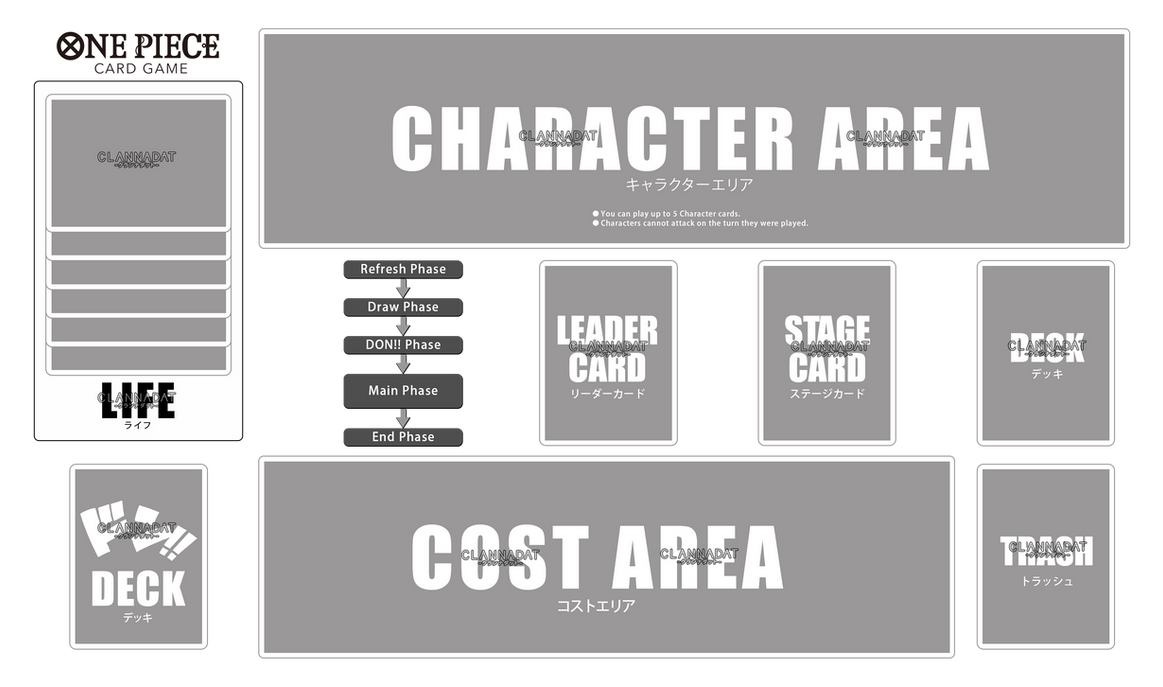 ONE PIECE
CARD GAME
CLANNADAT
LIFE
CLANNADAT
ライフ
CHARACTER AREA
CLANNADAT
CLANNADAT
キャラクターエリア
● You can play up to 5 Character cards.
● Characters cannot attack on the turn they were played.
Refresh Phase
Draw Phase
DON!! Phase
Main Phase
End Phase
LEADER
CLANNADAT
CARD
リーダーカード
STAGE
CLANNADAT
CARD
ステージカード
DECK
CLANNADAT
デッキ
ドン!!
CLANNADAT
DECK
デッキ
COST AREA
CLANNADAT
CLANNADAT
コストエリア
TRASH
CLANNADAT
トラッシュ